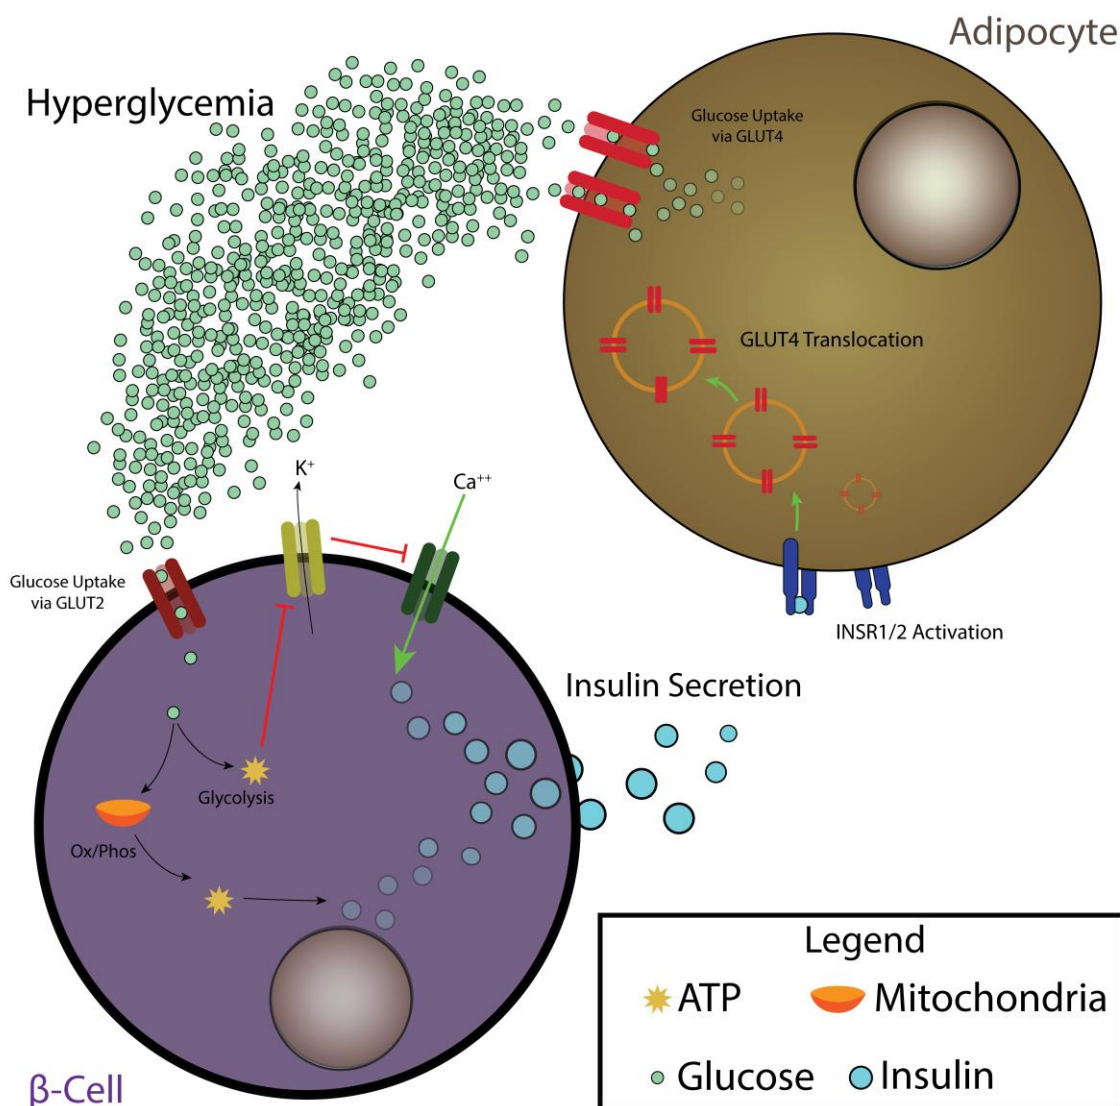 Adipocyte
Hyperglycemia
Glucose Uptake
via GLUT4
GLUT4 Translocation
K⁺
Ca⁺⁺
Glucose Uptake
via GLUT2
INSR1/2 Activation
Insulin Secretion
Glycolysis
Ox/Phos
β-Cell
Legend
ATP
Mitochondria
Glucose
Insulin